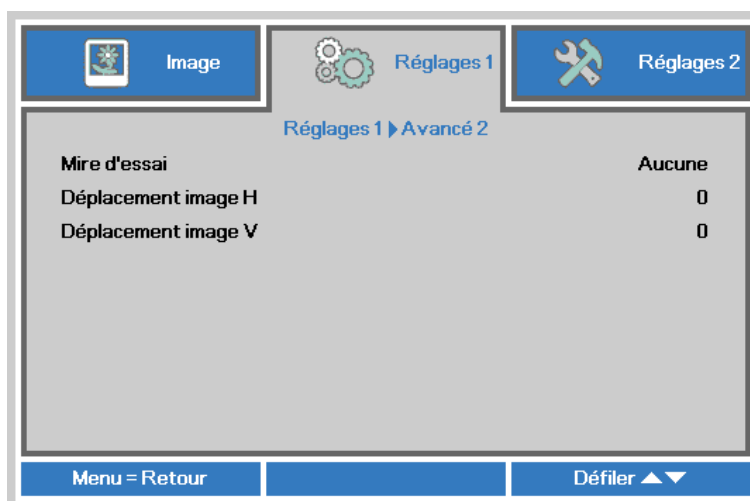 Image
Réglages 1
Réglages 2
Réglages 1 ▶ Avancé 2
Mire d'essai Aucune
Déplacement image H 0
Déplacement image V 0
Menu = Retour
Défiler ▲▼